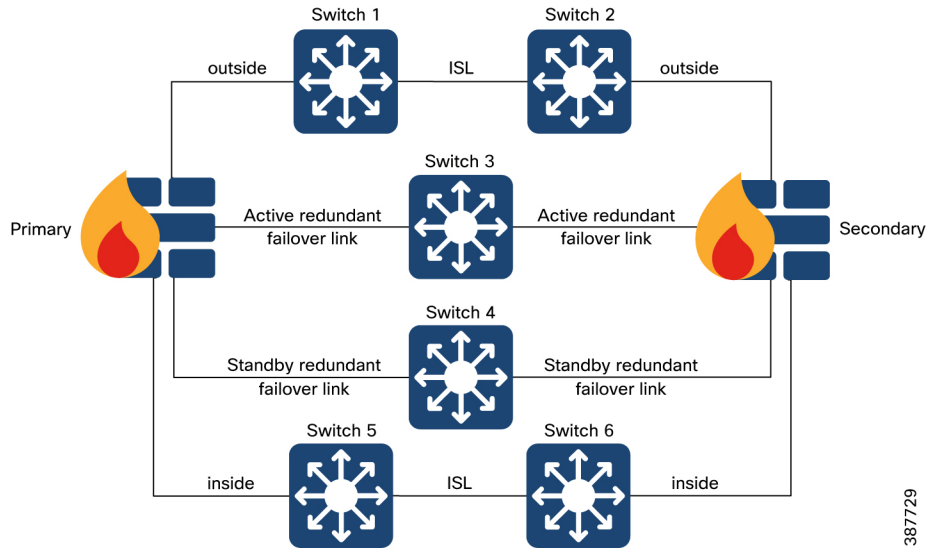 Switch 1
Switch 2
outside
ISL
outside
Switch 3
Primary
Active redundant
failover link
Active redundant
failover link
Secondary
Switch 4
Standby redundant
failover link
Standby redundant
failover link
Switch 5
Switch 6
inside
ISL
inside
387729